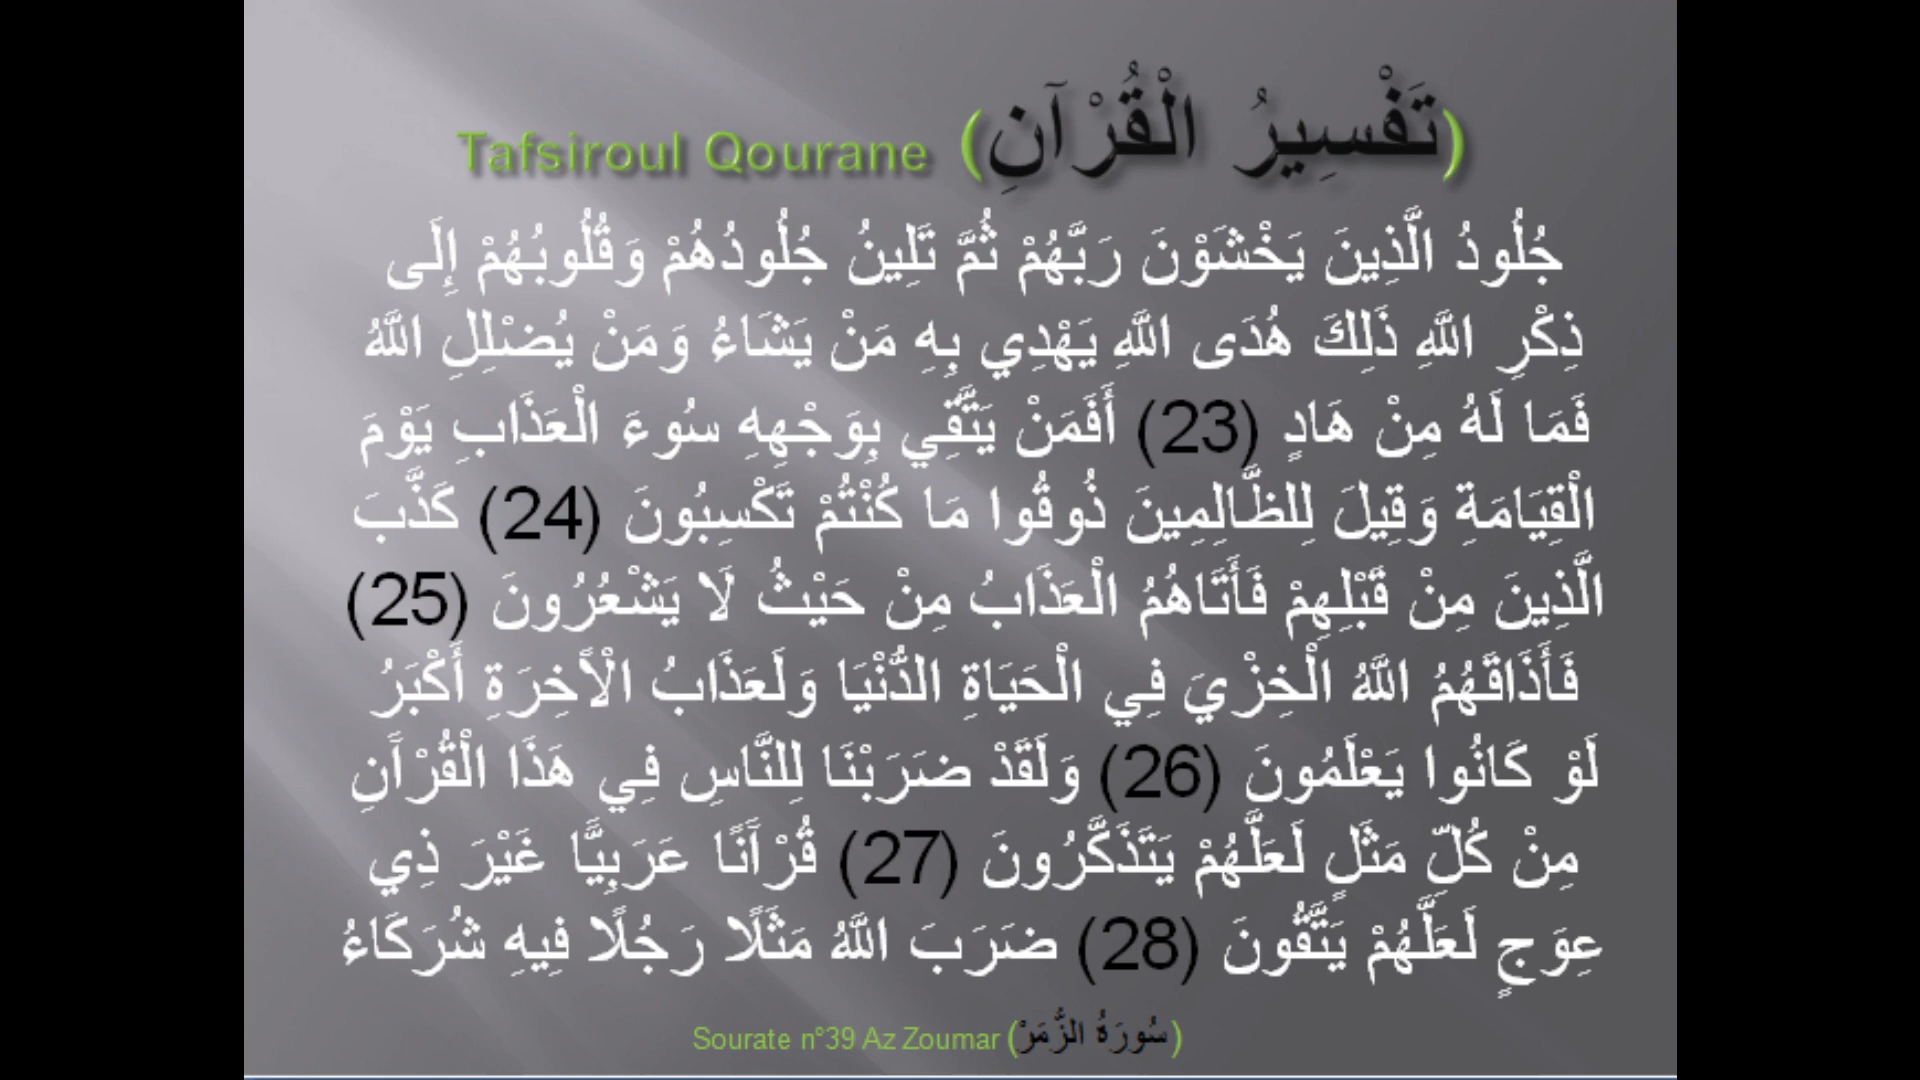 Tafsiroul Qourane (تَفْسِيرُ الْقُرْآنِ)
جُلُودُ الَّذِينَ يَخْشَوْنَ رَبَّهُمْ ثُمَّ تَلِينُ جُلُودُهُمْ وَقُلُوبُهُمْ إِلَى
ذِكْرِ اللَّهِ ذَلِكَ هُدَى اللَّهِ يَهْدِي بِهِ مَنْ يَشَاءُ وَمَنْ يُضْلِلِ اللَّهُ
فَمَا لَهُ مِنْ هَادٍ (23) أَفَمَنْ يَتَّقِي بِوَجْهِهِ سُوءَ الْعَذَابِ يَوْمَ
الْقِيَامَةِ وَقِيلَ لِلظَّالِمِينَ ذُوقُوا مَا كُنْتُمْ تَكْسِبُونَ (24) كَذَّبَ
الَّذِينَ مِنْ قَبْلِهِمْ فَأَتَاهُمُ الْعَذَابُ مِنْ حَيْثُ لَا يَشْعُرُونَ (25)
فَأَذَاقَهُمُ اللَّهُ الْخِزْيَ فِي الْحَيَاةِ الدُّنْيَا وَلَعَذَابُ الْآَخِرَةِ أَكْبَرُ
لَوْ كَانُوا يَعْلَمُونَ (26) وَلَقَدْ ضَرَبْنَا لِلنَّاسِ فِي هَذَا الْقُرْآَنِ
مِنْ كُلِّ مَثَلٍ لَعَلَّهُمْ يَتَذَكَّرُونَ (27) قُرْآَنًا عَرَبِيًّا غَيْرَ ذِي
عِوَجٍ لَعَلَّهُمْ يَتَّقُونَ (28) ضَرَبَ اللَّهُ مَثَلًا رَجُلًا فِيهِ شُرَكَاءُ
Sourate n°39 Az Zoumar (سُورَةُ الزُّمَرْ)